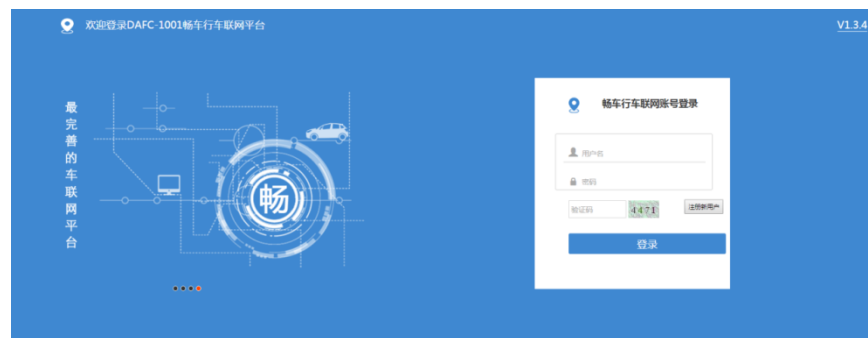 欢迎登录DAFC-1001畅车行车联网平台
V1.3.4
最完善的车联网平台
畅
畅车行车联网账号登录
用户名
密码
验证码
4471
注册新用户
登录